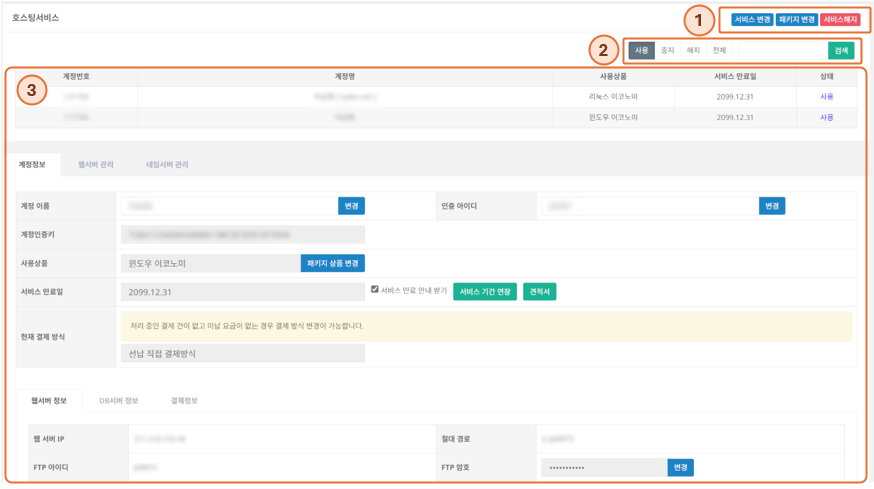 호스팅서비스
1
서비스 변경 패키지 변경 서비스해지
2
사용 중지 해지 전체 검색
3
계정번호 계정명 사용상품 서비스 만료일 상태
리눅스 이코노미 2099.12.31 사용
윈도우 이코노미 2099.12.31 사용
계정정보 웹서버 관리 네임서버 관리
계정 이름 변경 인증 아이디 변경
계정인증키
사용상품 윈도우 이코노미 패키지 상품 변경
서비스 만료일 2099.12.31 서비스 만료 안내 받기 서비스 기간 연장 견적서
처리 중인 결제 건이 없고 미납 요금이 없는 경우 결제 방식 변경이 가능합니다.
현재 결제 방식
선납 직접 결제방식
웹서버 정보 DB서버 정보 결제정보
웹 서버 IP 절대 경로
FTP 아이디 FTP 암호 ••••••••••• 변경